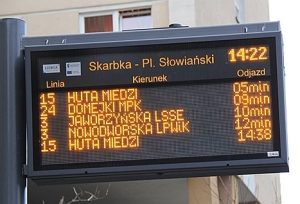 Skarbka - Pl. Słowiański 14:22
Linia Kierunek Odjazd
15 HUTA MIEDZI 05min
24 DOMEJKI MPK 09min
3 JAWORZYŃSKA LSSE 10min
3 NOWODWORSKA LPWiK 12min
15 HUTA MIEDZI 14:38